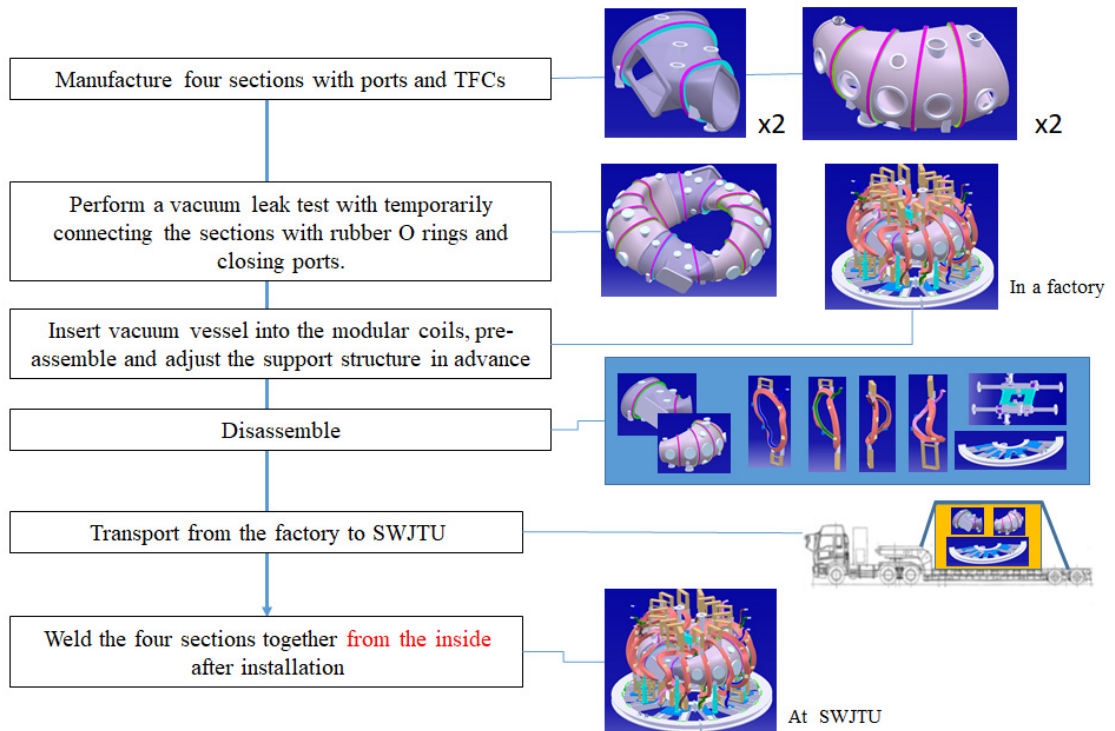 Manufacture four sections with ports and TFCs
x2
x2
Perform a vacuum leak test with temporarily
connecting the sections with rubber O rings and
closing ports.
In a factory
Insert vacuum vessel into the modular coils, pre-
assemble and adjust the support structure in advance
Disassemble
Transport from the factory to SWJTU
Weld the four sections together from the inside
after installation
At SWJTU